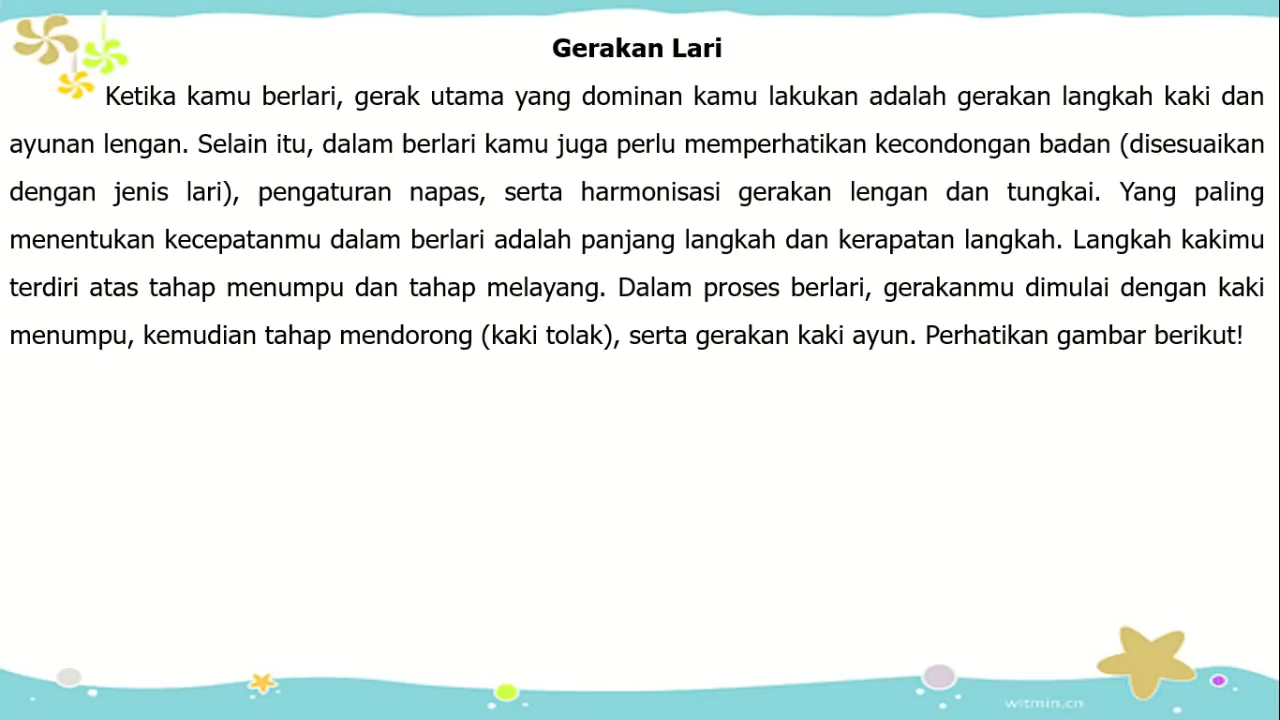 Gerakan Lari
Ketika kamu berlari, gerak utama yang dominan kamu lakukan adalah gerakan langkah kaki dan
ayunan lengan. Selain itu, dalam berlari kamu juga perlu memperhatikan kecondongan badan (disesuaikan
dengan jenis lari), pengaturan napas, serta harmonisasi gerakan lengan dan tungkai. Yang paling
menentukan kecepatanmu dalam berlari adalah panjang langkah dan kerapatan langkah. Langkah kakimu
terdiri atas tahap menumpu dan tahap melayang. Dalam proses berlari, gerakanmu dimulai dengan kaki
menumpu, kemudian tahap mendorong (kaki tolak), serta gerakan kaki ayun. Perhatikan gambar berikut!
witmin.cn